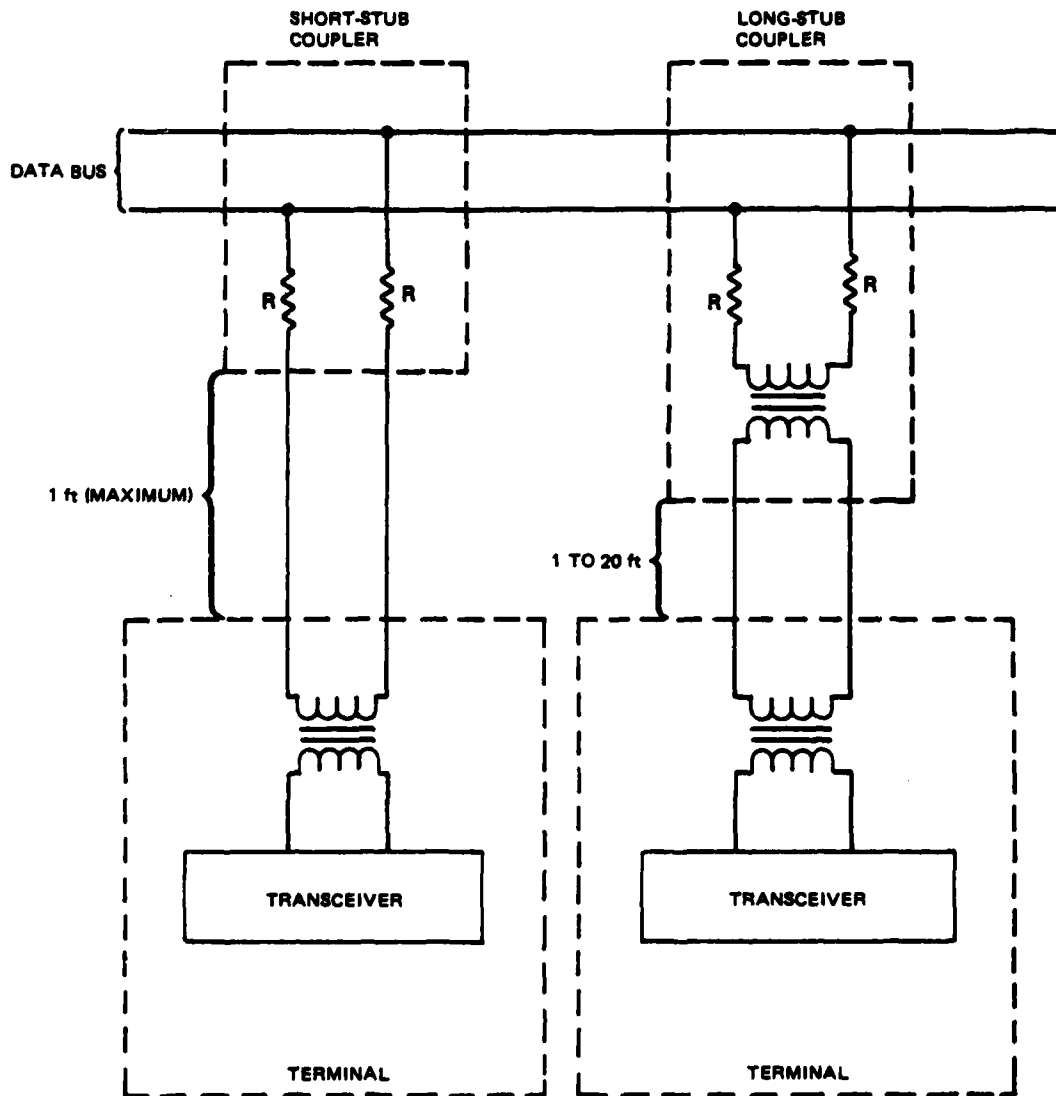 SHORT-STUB
COUPLER
LONG-STUB
COUPLER
DATA BUS
R
R
R
R
1 ft (MAXIMUM)
1 TO 20 ft
TRANSCEIVER
TRANSCEIVER
TERMINAL
TERMINAL